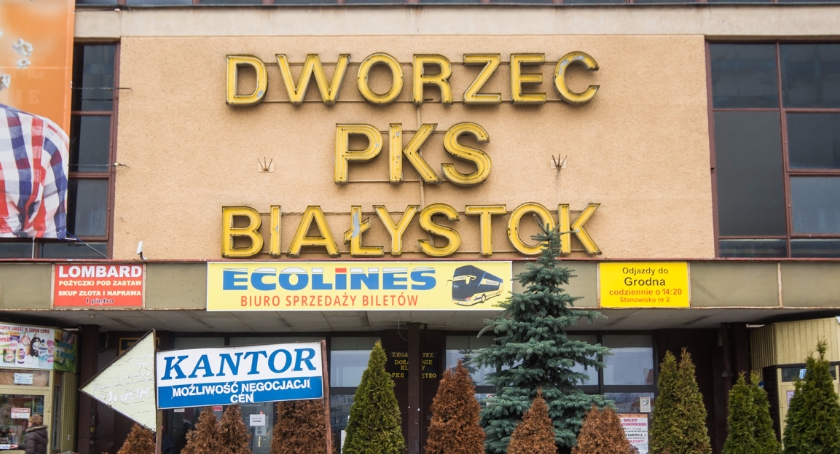 DWORZEC
PKS
BIAŁYSTOK
LOMBARD
POŻYCZKI POD ZASTAW
SKUP ZŁOTA I NAPRAWA
I piętro
ECOLINES
BIURO SPRZEDAŻY BILETÓW
Odjazdy do
Grodna
codziennie o 14:20
Stanowisko nr 2
KANTOR
MOŻLIWOŚĆ NEGOCJACJI
CEN